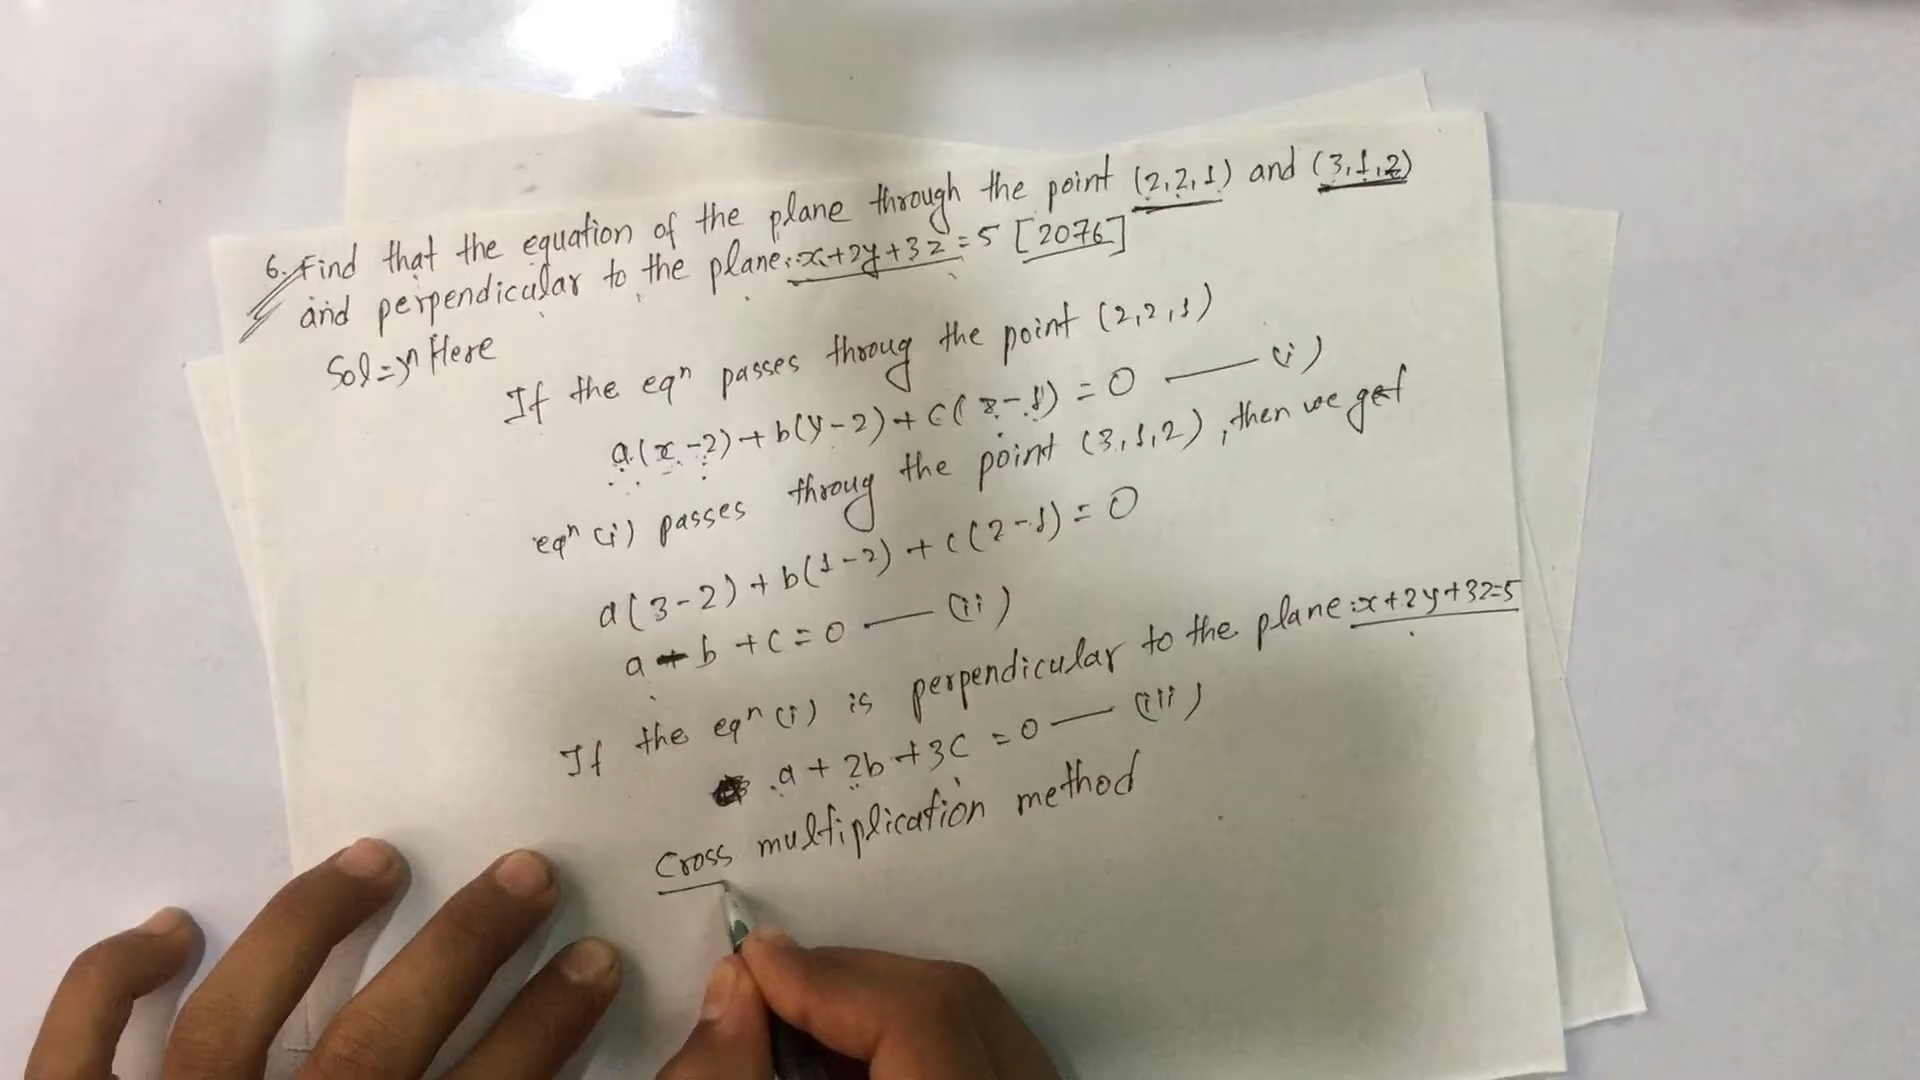 6. Find that the equation of the plane through the point (2,2,1) and (3,1,2)
and perpendicular to the plane: x+2y+3z=5 [2076]
Sol=yⁿ Here
If the eqⁿ passes throug the point (2,2,1)
a(x-2)+b(y-2)+c(z-1)=0 —— (i)
eqⁿ (i) passes throug the point (3,1,2), then we get
a(3-2)+b(1-2)+c(2-1)=0
a - b + c = 0 —— (ii)
If the eqⁿ (i) is perpendicular to the plane: x+2y+3z=5
a + 2b + 3c = 0 —— (iii)
Cross multiplication method